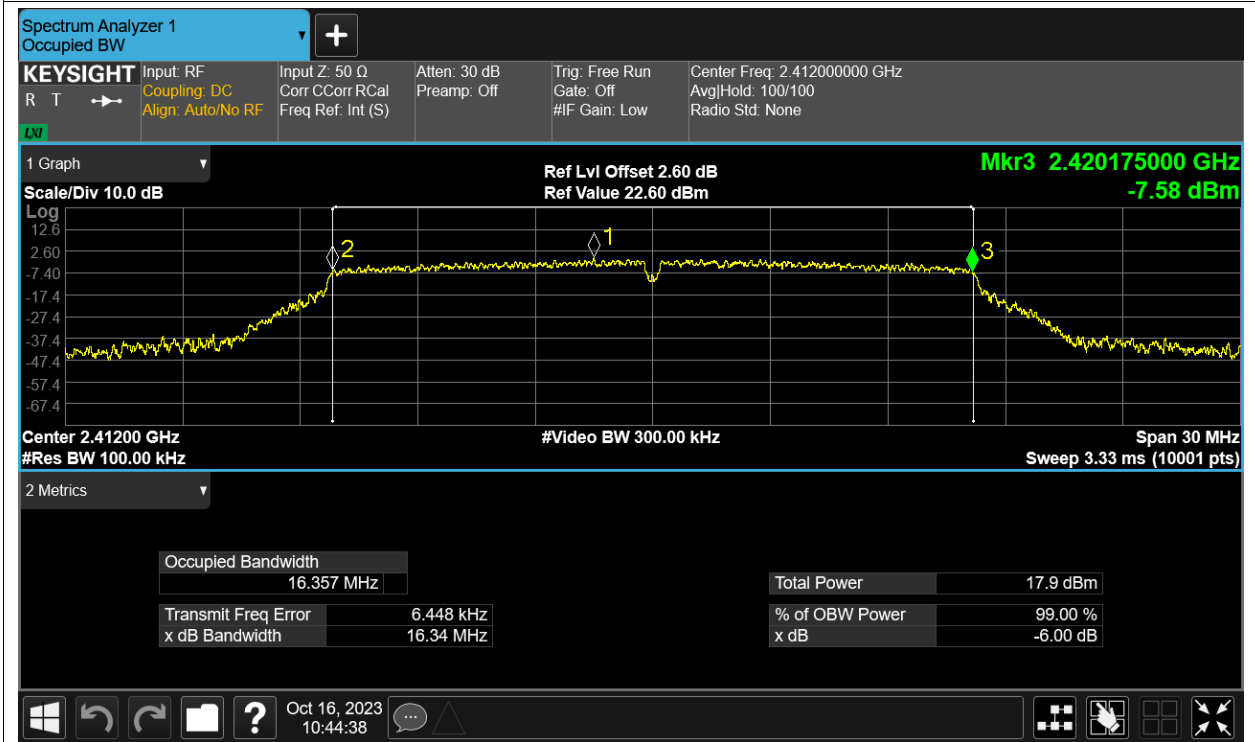 Spectrum Analyzer 1
Occupied BW
KEYSIGHT
R T
LXI
Input: RF
Coupling: DC
Align: Auto/No RF
Input Z: 50 Ω
Corr CCorr RCal
Freq Ref: Int (S)
Atten: 30 dB
Preamp: Off
Trig: Free Run
Gate: Off
#IF Gain: Low
Center Freq: 2.412000000 GHz
Avg|Hold: 100/100
Radio Std: None
1 Graph
Scale/Div 10.0 dB
Ref Lvl Offset 2.60 dB
Ref Value 22.60 dBm
Mkr3 2.420175000 GHz
-7.58 dBm
Log
12.6
2.60
-7.40
-17.4
-27.4
-37.4
-47.4
-57.4
-67.4
2
1
3
Center 2.41200 GHz
#Res BW 100.00 kHz
#Video BW 300.00 kHz
Span 30 MHz
Sweep 3.33 ms (10001 pts)
2 Metrics
Occupied Bandwidth
16.357 MHz
Transmit Freq Error 6.448 kHz
x dB Bandwidth 16.34 MHz
Total Power 17.9 dBm
% of OBW Power 99.00 %
x dB -6.00 dB
?
Oct 16, 2023
10:44:38